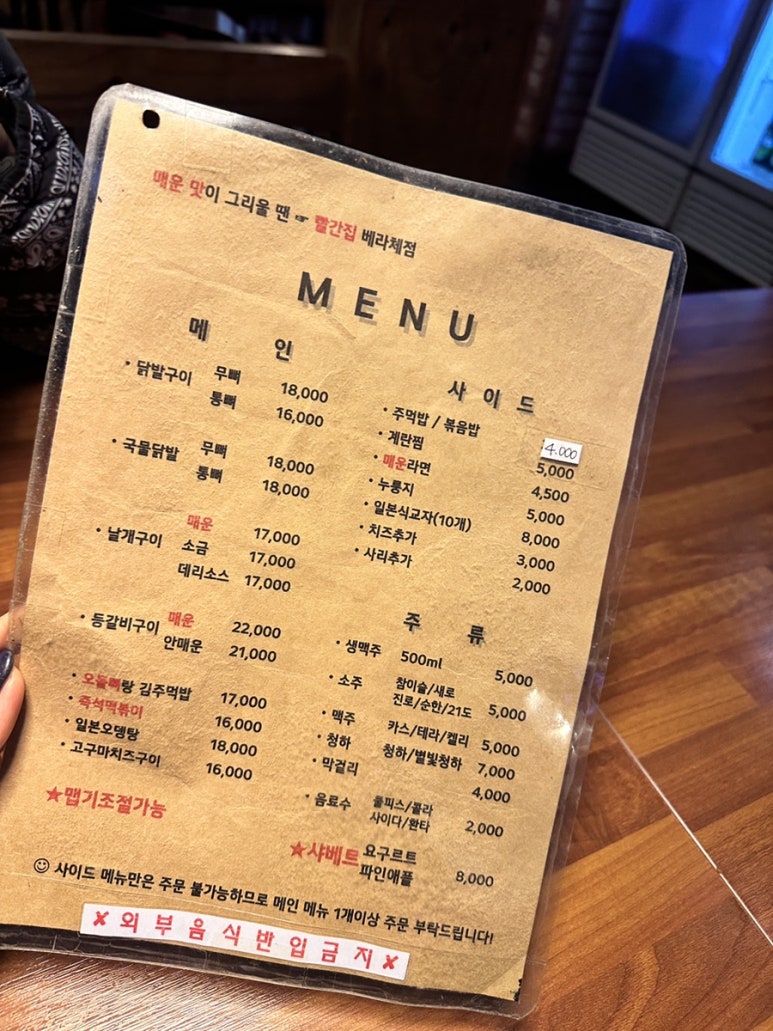 매운 맛이 그리울 땐 ☞ 빨간집 베라체점
MENU
메 인
• 닭발구이 무뼈 18,000
통뼈 16,000
• 국물닭발 무뼈 18,000
통뼈 18,000
매운 17,000
• 날개구이 소금 17,000
데리소스 17,000
• 등갈비구이 매운 22,000
안매운 21,000
• 오돌뼈랑 김주먹밥 17,000
• 즉석떡볶이 16,000
• 일본오뎅탕 18,000
• 고구마치즈구이 16,000
★맵기조절가능
사 이 드
• 주먹밥 / 볶음밥 4.000
• 계란찜 5,000
• 매운라면 4,500
• 누룽지 5,000
• 일본식교자(10개) 8,000
• 치즈추가 3,000
• 사리추가 2,000
주 류
• 생맥주 500ml 5,000
• 소주 참이슬/새로
진로/순한/21도 5,000
• 맥주 카스/테라/켈리 5,000
• 청하 청하/별빛청하 7,000
• 막걸리 4,000
• 음료수 쿨피스/콜라
사이다/환타 2,000
★샤베트 요구르트
파인애플 8,000
☺ 사이드 메뉴만은 주문 불가능하므로 메인 메뉴 1개이상 주문 부탁드립니다!
✘ 외 부 음 식 반 입 금 지 ✘